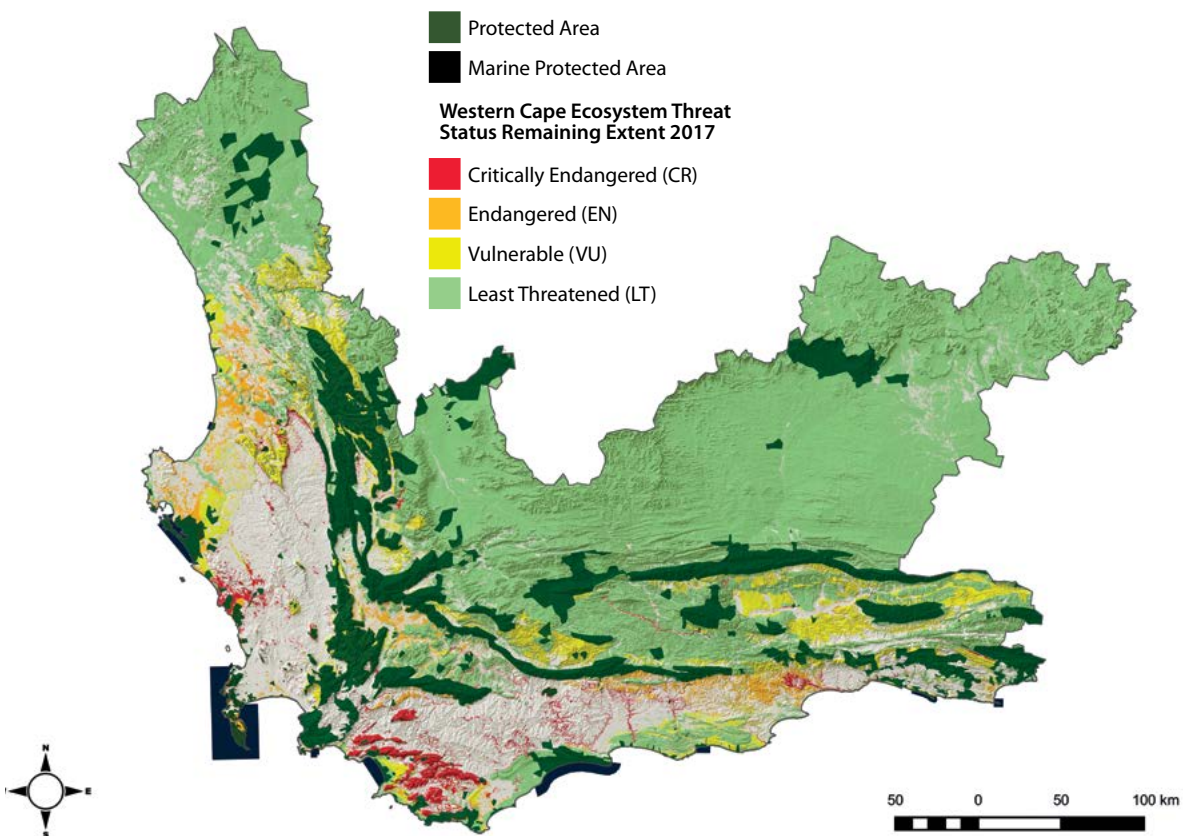 Protected Area
Marine Protected Area
Western Cape Ecosystem Threat
Status Remaining Extent 2017
Critically Endangered (CR)
Endangered (EN)
Vulnerable (VU)
Least Threatened (LT)
N
E
S
50 0 50 100 km